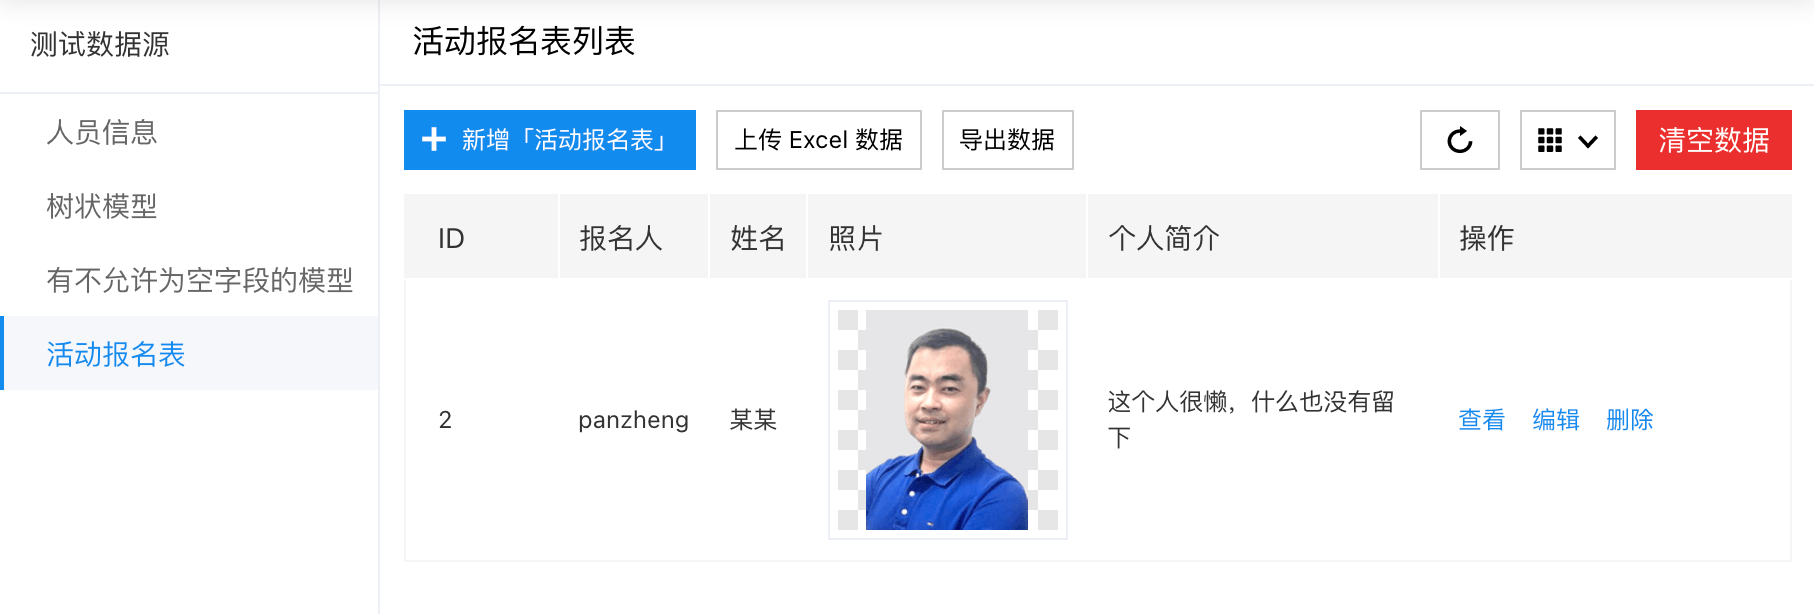 测试数据源
人员信息
树状模型
有不允许为空字段的模型
活动报名表
活动报名表列表
新增「活动报名表」
上传 Excel 数据
导出数据
清空数据
ID
报名人
姓名
照片
个人简介
操作
2
panzheng
某某
这个人很懒，什么也没有留
下
查看
编辑
删除